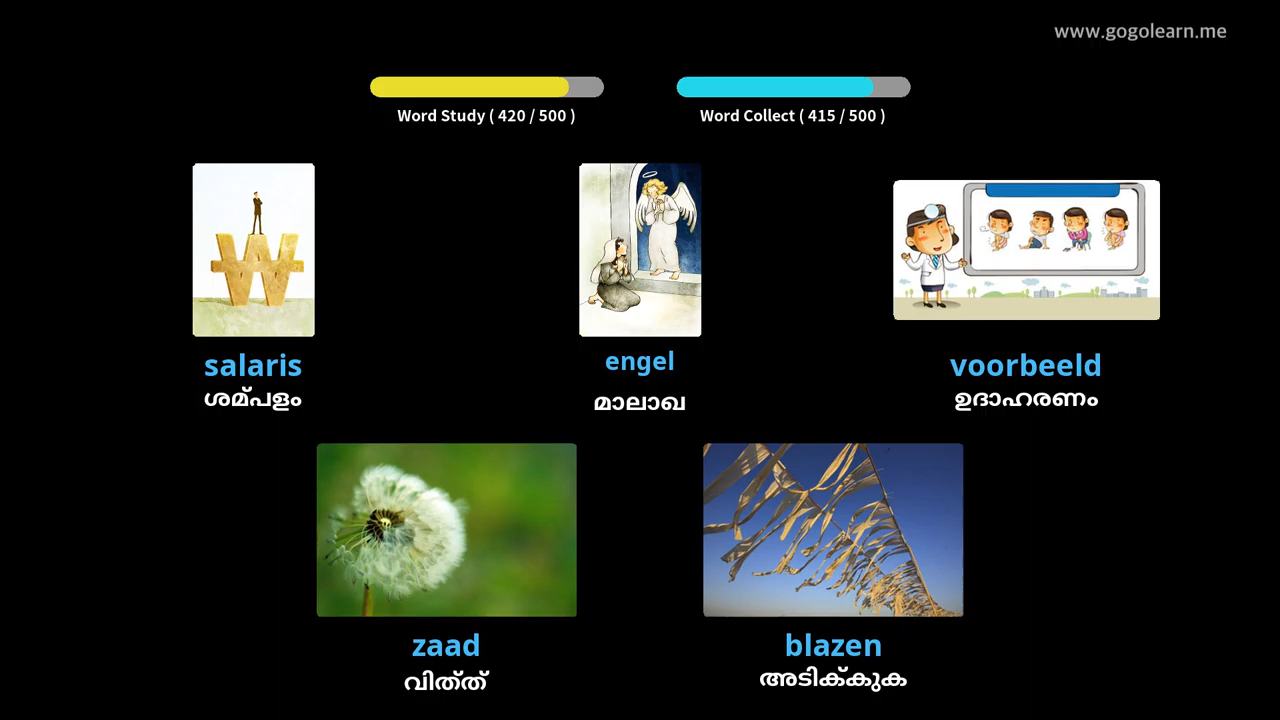 www.gogolearn.me
Word Study ( 420 / 500 )
Word Collect ( 415 / 500 )
salaris
ശമ്പളം
engel
മാലാഖ
voorbeeld
ഉദാഹരണം
zaad
വിത്ത്
blazen
അടിക്കുക